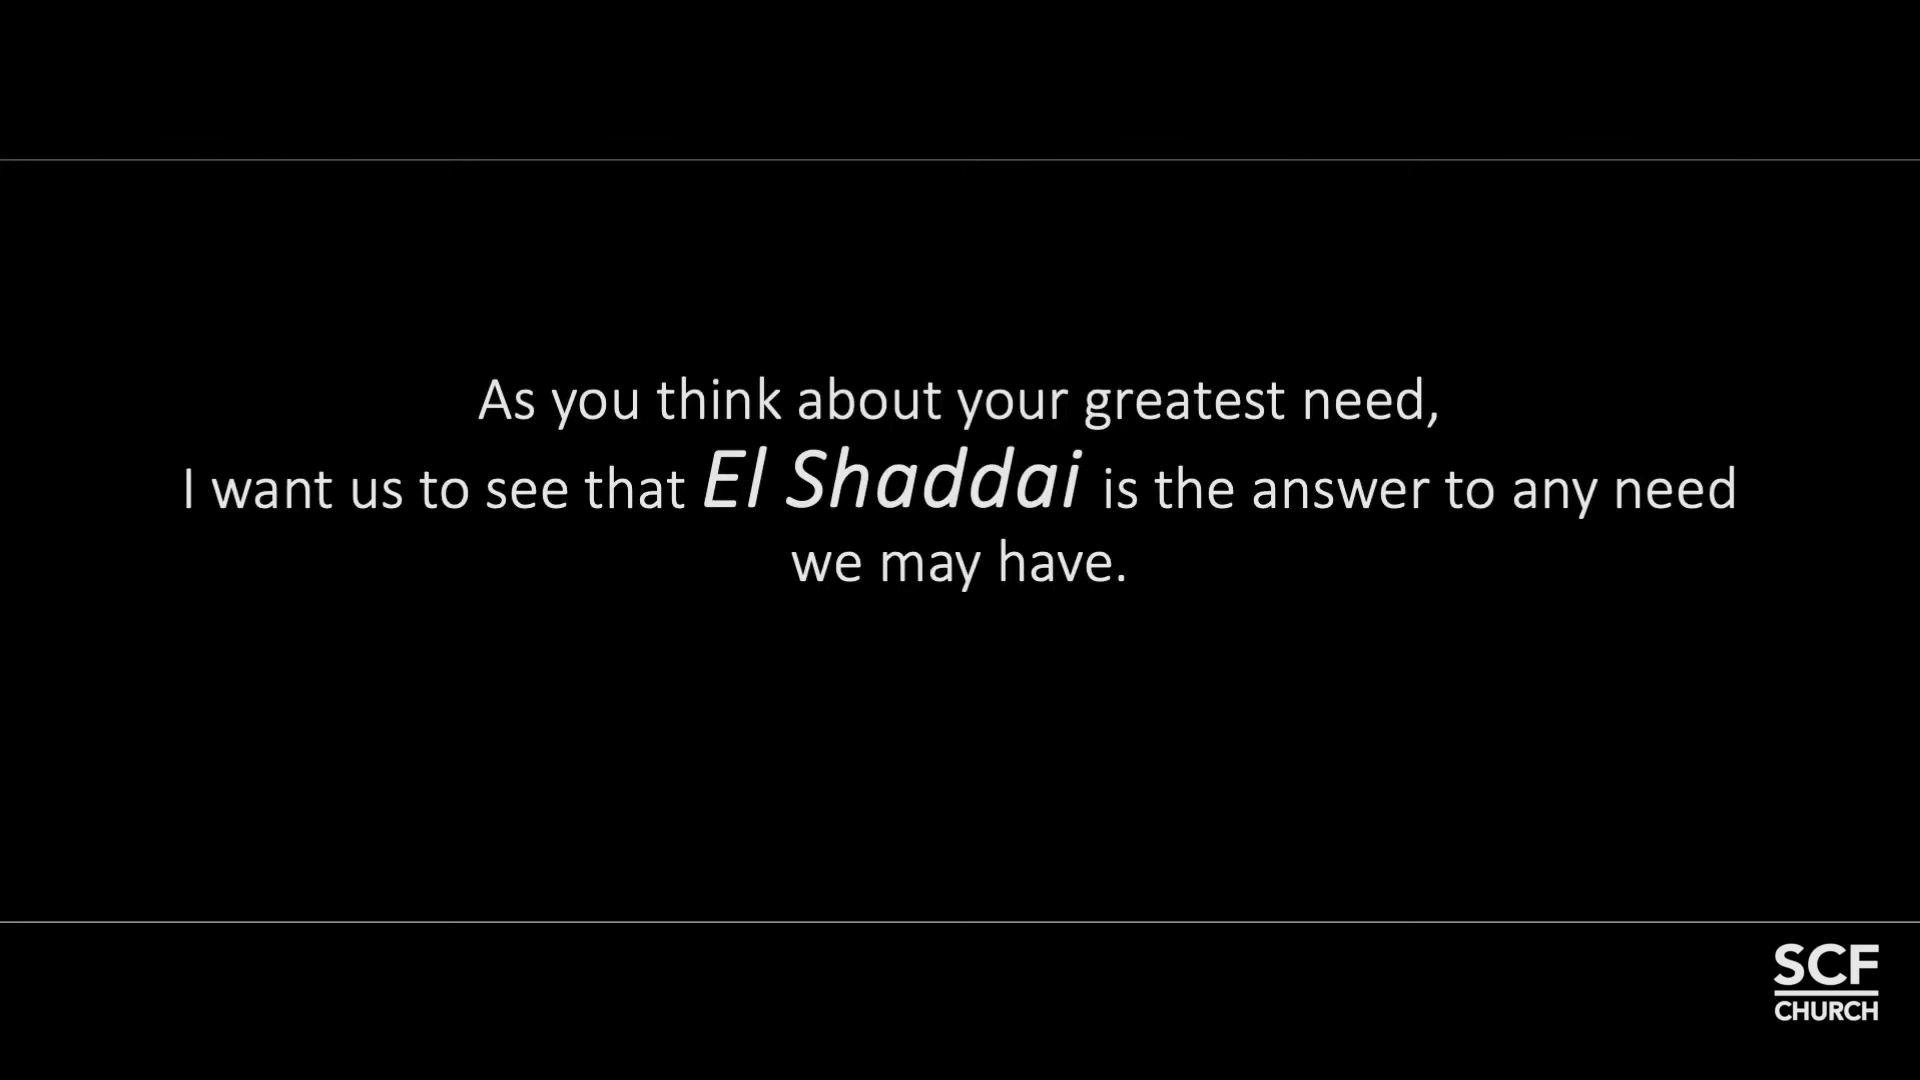 As you think about your greatest need,
I want us to see that El Shaddai is the answer to any need
we may have.
SCF
CHURCH